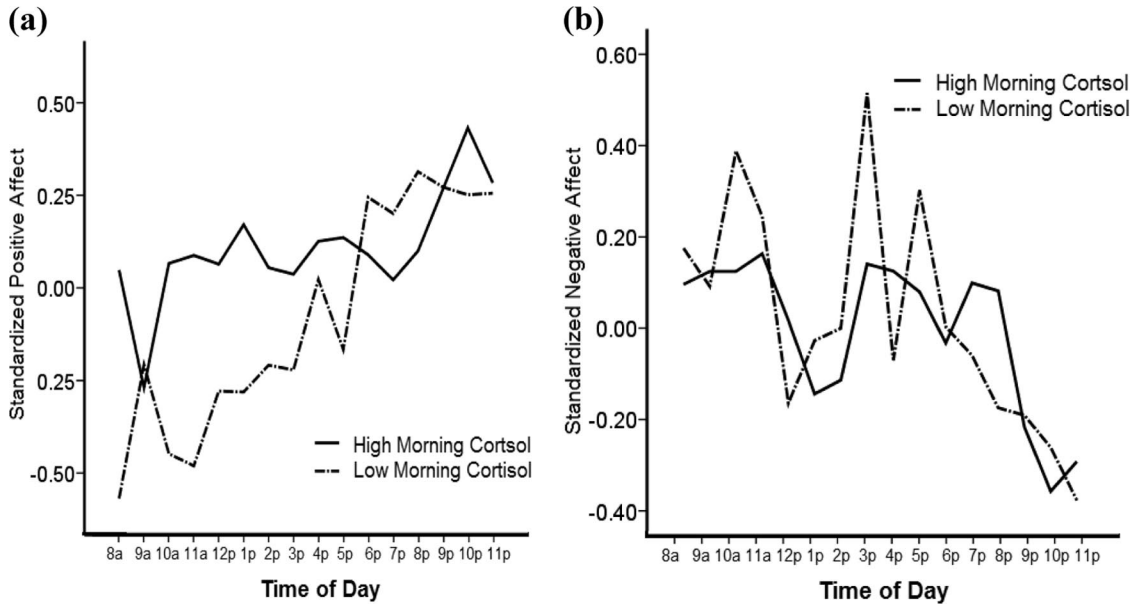 (a)
Standardized Positive Affect
0.50
0.25
0.00
0.25
-0.50
High Morning Cortsol
Low Morning Cortisol
8a 9a 10a 11a 12p 1p 2p 3p 4p 5p 6p 7p 8p 9p 10p 11p
Time of Day
(b)
Standardized Negative Affect
0.60
0.40
0.20
0.00
-0.20
-0.40
High Morning Cortsol
Low Morning Cortisol
8a 9a 10a 11a 12p 1p 2p 3p 4p 5p 6p 7p 8p 9p 10p 11p
Time of Day